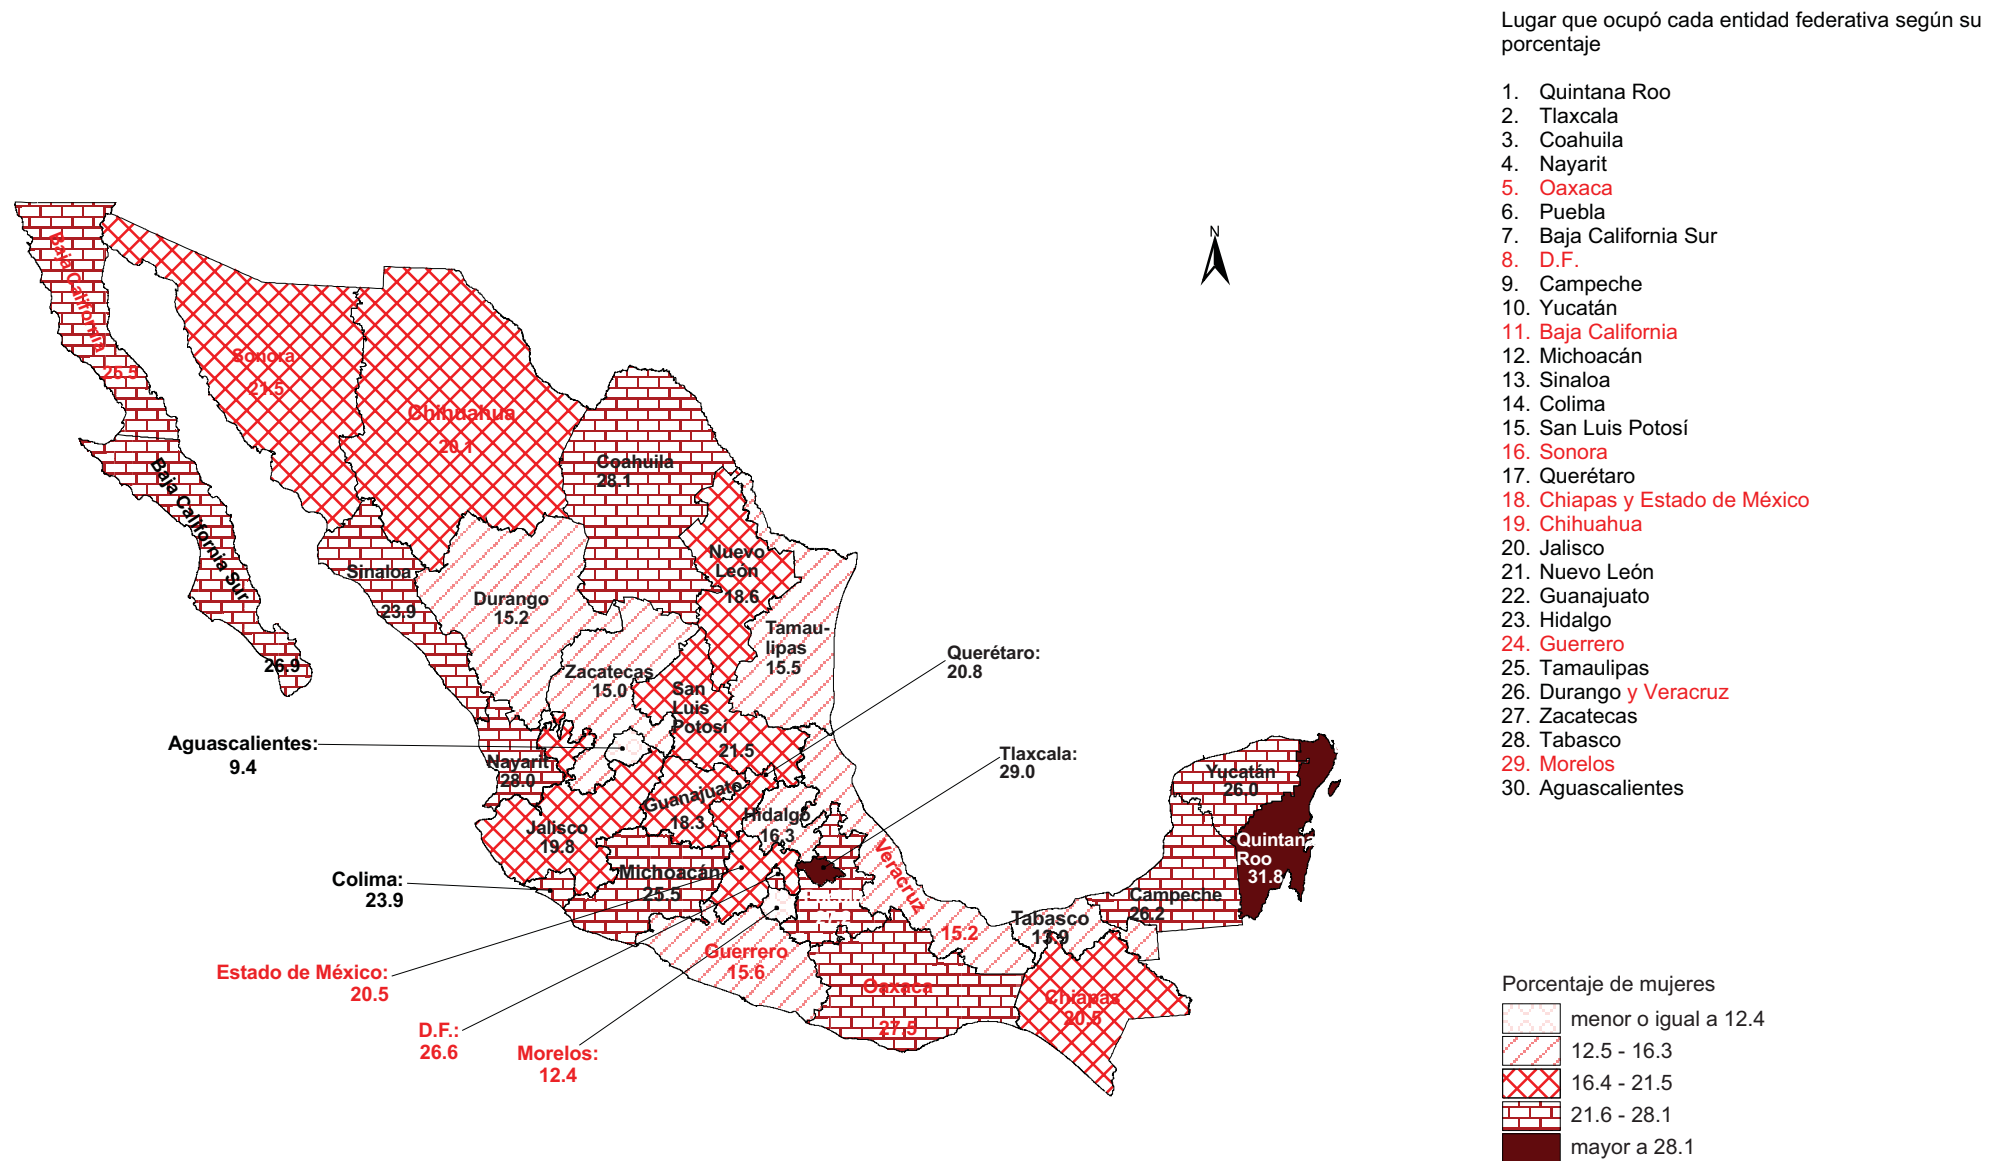 Lugar que ocupó cada entidad federativa según su
porcentaje
1. Quintana Roo
2. Tlaxcala
3. Coahuila
4. Nayarit
5. Oaxaca
6. Puebla
7. Baja California Sur
8. D.F.
9. Campeche
10. Yucatán
11. Baja California
12. Michoacán
13. Sinaloa
14. Colima
15. San Luis Potosí
16. Sonora
17. Querétaro
18. Chiapas y Estado de México
19. Chihuahua
20. Jalisco
21. Nuevo León
22. Guanajuato
23. Hidalgo
24. Guerrero
25. Tamaulipas
26. Durango y Veracruz
27. Zacatecas
28. Tabasco
29. Morelos
30. Aguascalientes
N
Baja California
26.5
Sonora
21.5
Chihuahua
20.1
Coahuila
28.1
Baja California Sur
26.9
Sinaloa
23.9
Durango
15.2
Nuevo
León
18.6
Tamau-
lipas
15.5
Zacatecas
15.0
San
Luis
Potosí
21.5
Querétaro:
20.8
Aguascalientes:
9.4
Nayarit
28.0
Tlaxcala:
29.0
Guanajuato
18.3
Hidalgo
16.3
Jalisco
19.8
Yucatán
26.0
Quintana
Roo
31.8
Colima:
23.9
Michoacán
25.5
Veracruz
15.2
Campeche
26.2
Tabasco
13.9
Guerrero
15.6
Estado de México:
20.5
Oaxaca
27.5
Chiapas
20.5
D.F.:
26.6
Morelos:
12.4
Porcentaje de mujeres
menor o igual a 12.4
12.5 - 16.3
16.4 - 21.5
21.6 - 28.1
mayor a 28.1